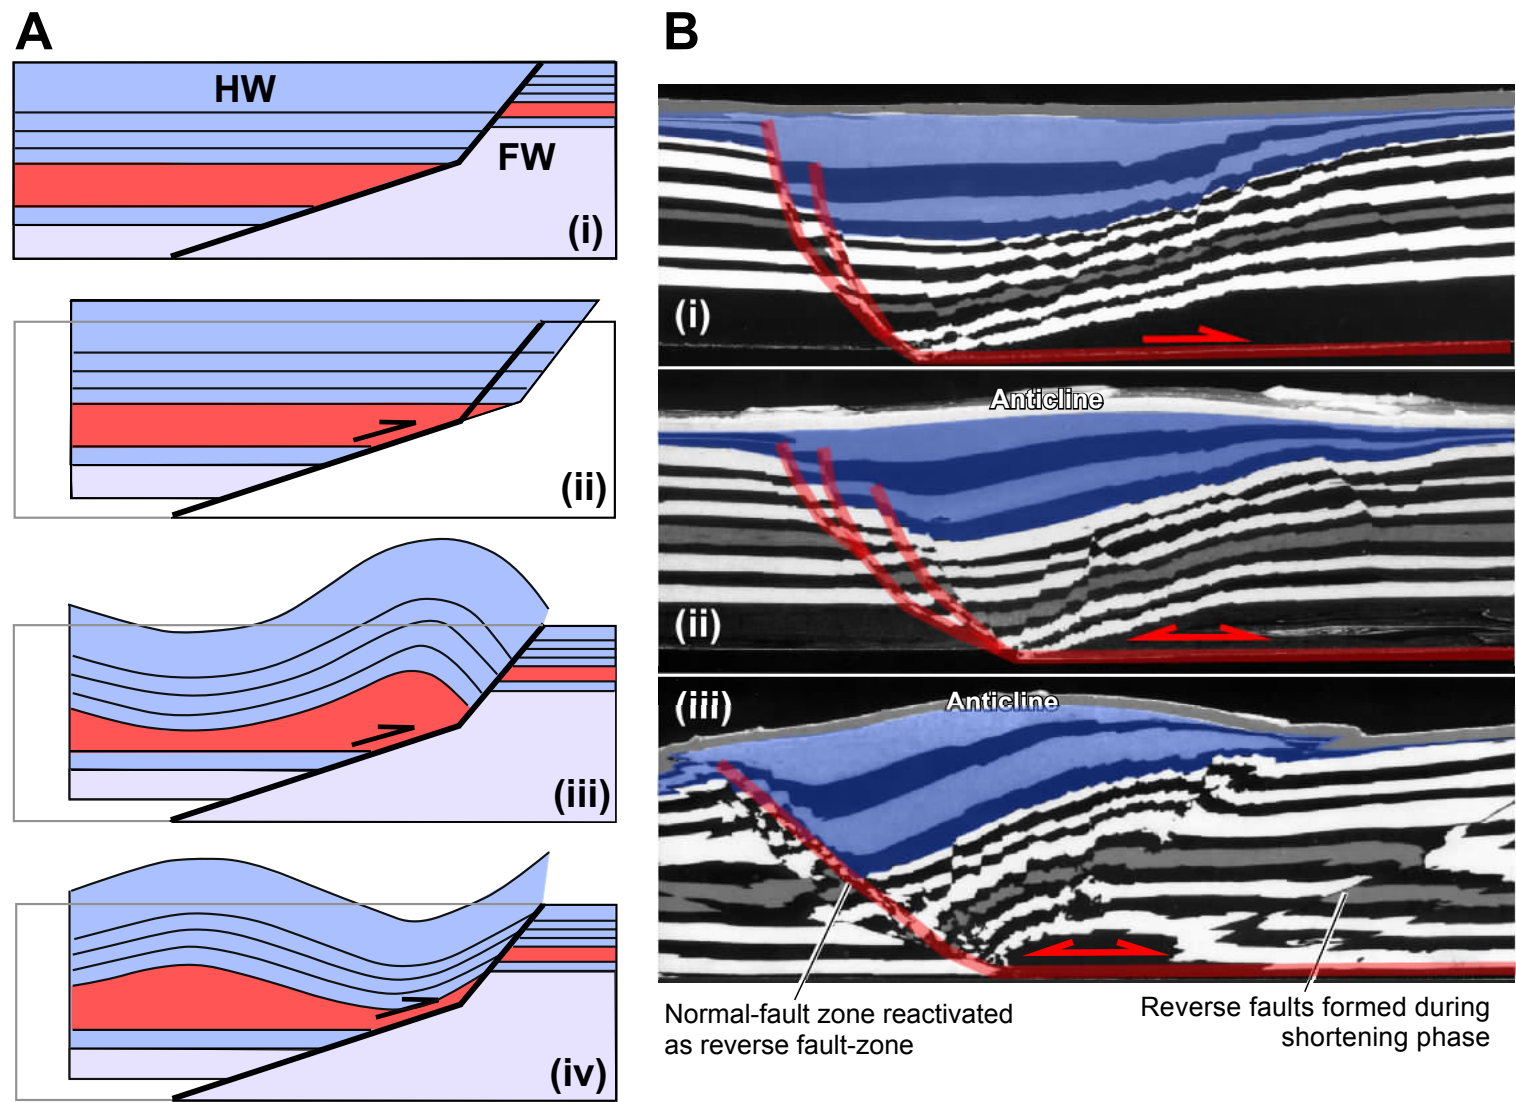 A
B
HW
FW
(i)
(ii)
(iii)
(iv)
(i)
Anticline
(ii)
(iii)
Anticline
Normal-fault zone reactivated
as reverse fault-zone
Reverse faults formed during
shortening phase